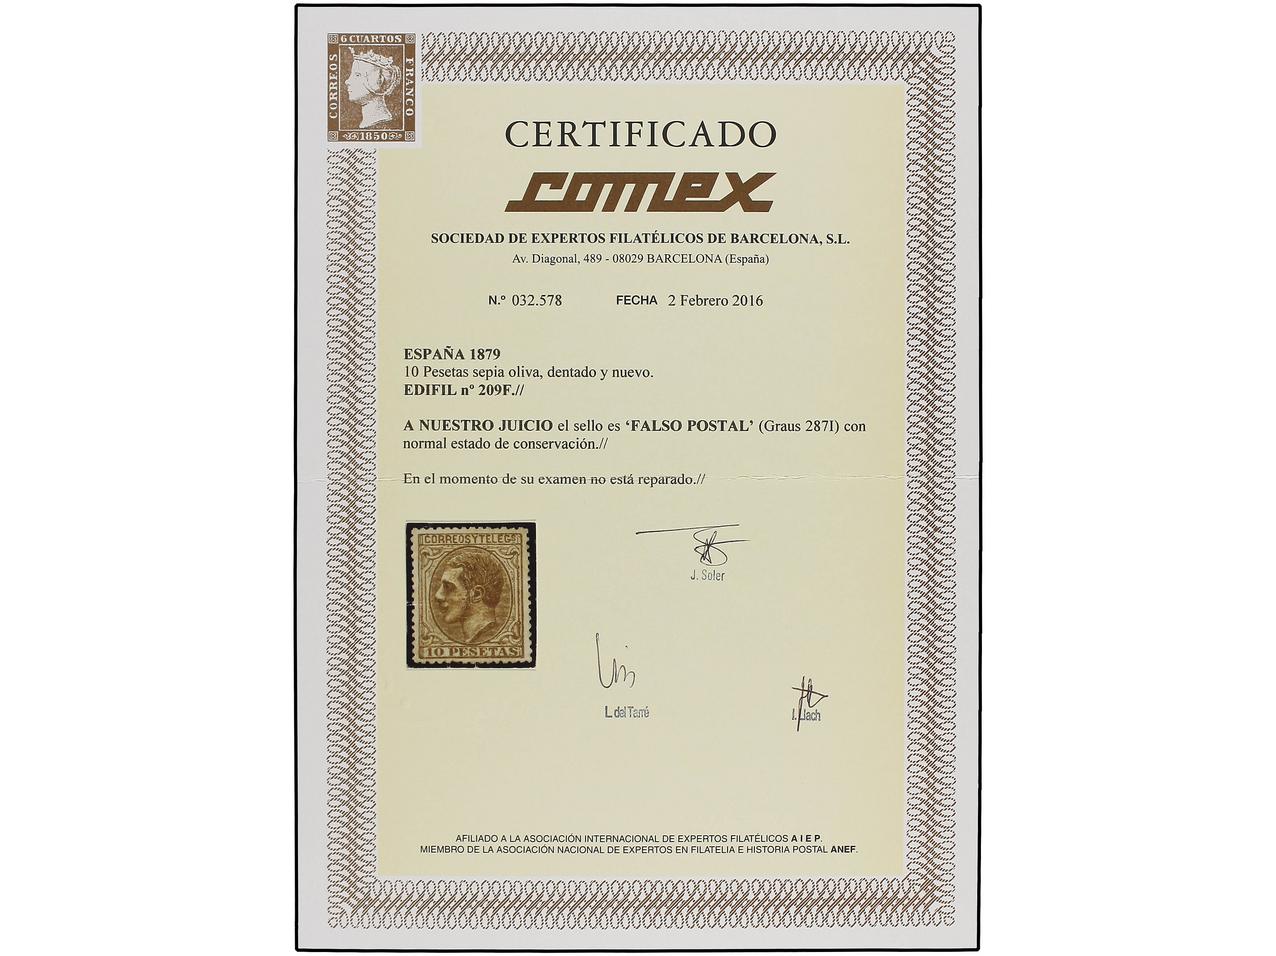 6 CUARTOS
CORREOS
FRANCO
1850
CERTIFICADO
comex
SOCIEDAD DE EXPERTOS FILATÉLICOS DE BARCELONA, S.L.
Av. Diagonal, 489 - 08029 BARCELONA (España)
N.º 032.578 FECHA 2 Febrero 2016
ESPAÑA 1879
10 Pesetas sepia oliva, dentado y nuevo.
EDIFIL nº 209F.//
A NUESTRO JUICIO el sello es ‘FALSO POSTAL’ (Graus 287I) con
normal estado de conservación.//
En el momento de su examen no está reparado.//
CORREOS Y TELEGS
10 PESETAS
J. Soler
L. del Tarré
I. Llach
AFILIADO A LA ASOCIACIÓN INTERNACIONAL DE EXPERTOS FILATÉLICOS A I E P.
MIEMBRO DE LA ASOCIACIÓN NACIONAL DE EXPERTOS EN FILATELIA E HISTORIA POSTAL ANEF.